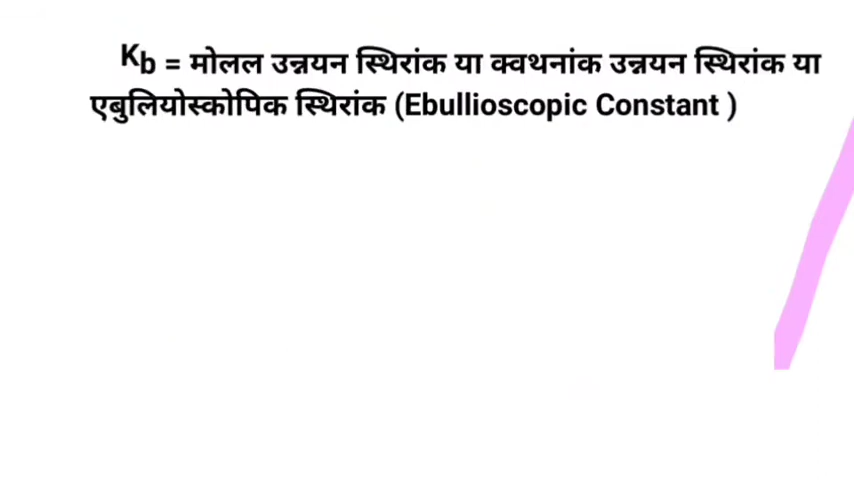 Kb = मोलल उन्नयन स्थिरांक या क्वथनांक उन्नयन स्थिरांक या
एबुलियोस्कोपिक स्थिरांक (Ebullioscopic Constant )